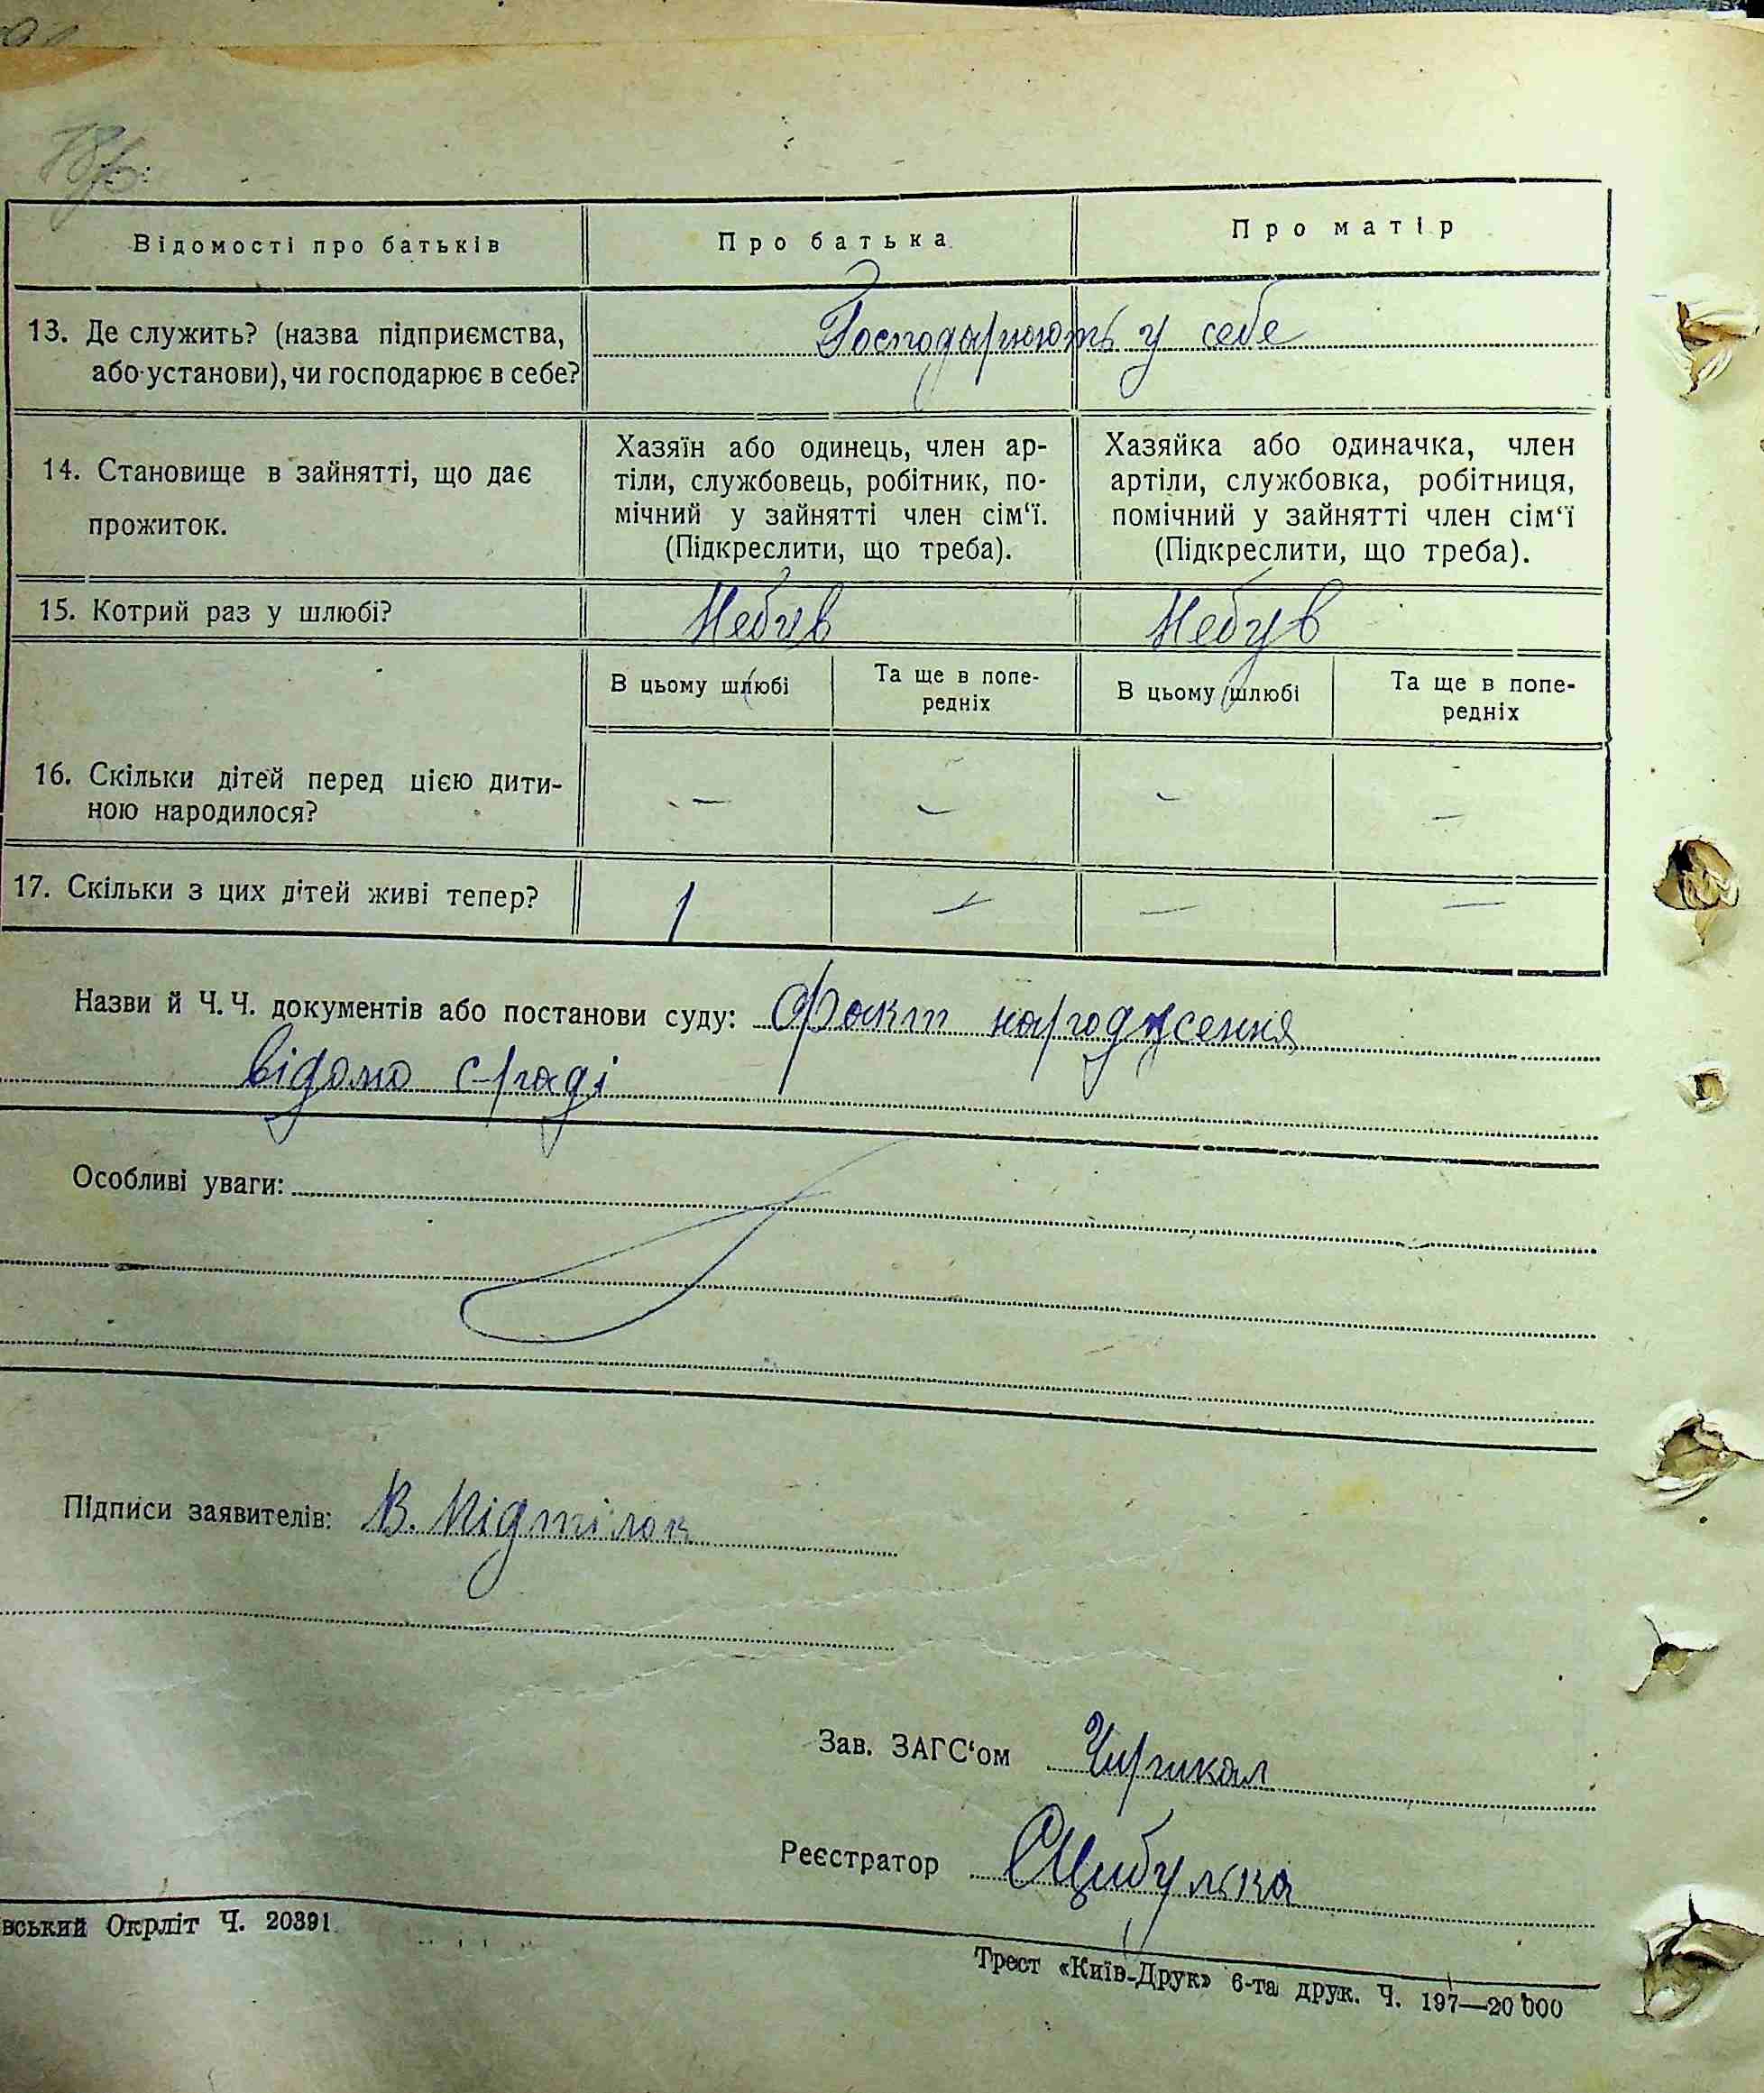 Відомості про батьків
Про батька
Про матір
13. Де служить? (назва підприємства,
або установи), чи господарює в себе?
Господарюють у себе
14. Становище в зайнятті, що дає
прожиток.
Хазяїн або одинець, член ар-
тіли, службовець, робітник, по-
мічний у зайнятті член сім‘ї.
(Підкреслити, що треба).
Хазяйка або одиначка, член
артіли, службовка, робітниця,
помічний у зайнятті член сім‘ї
(Підкреслити, що треба).
15. Котрий раз у шлюбі?
Небув
Небув
В цьому шлюбі
Та ще в попе-
редніх
В цьому шлюбі
Та ще в попе-
редніх
16. Скільки дітей перед цією дити-
ною народилося?
— — — —
17. Скільки з цих дітей живі тепер?
1 — — —
Назви й Ч. Ч. документів або постанови суду: Факт народження
відомо с-раді
Особливі уваги:
Підписи заявителів: В. Підтілок
Зав. ЗАГС‘ом
Реєстратор СЦибулька
вський Окрліт Ч. 20391
Трест «Київ-Друк» 6-та друк. Ч. 197—20 000